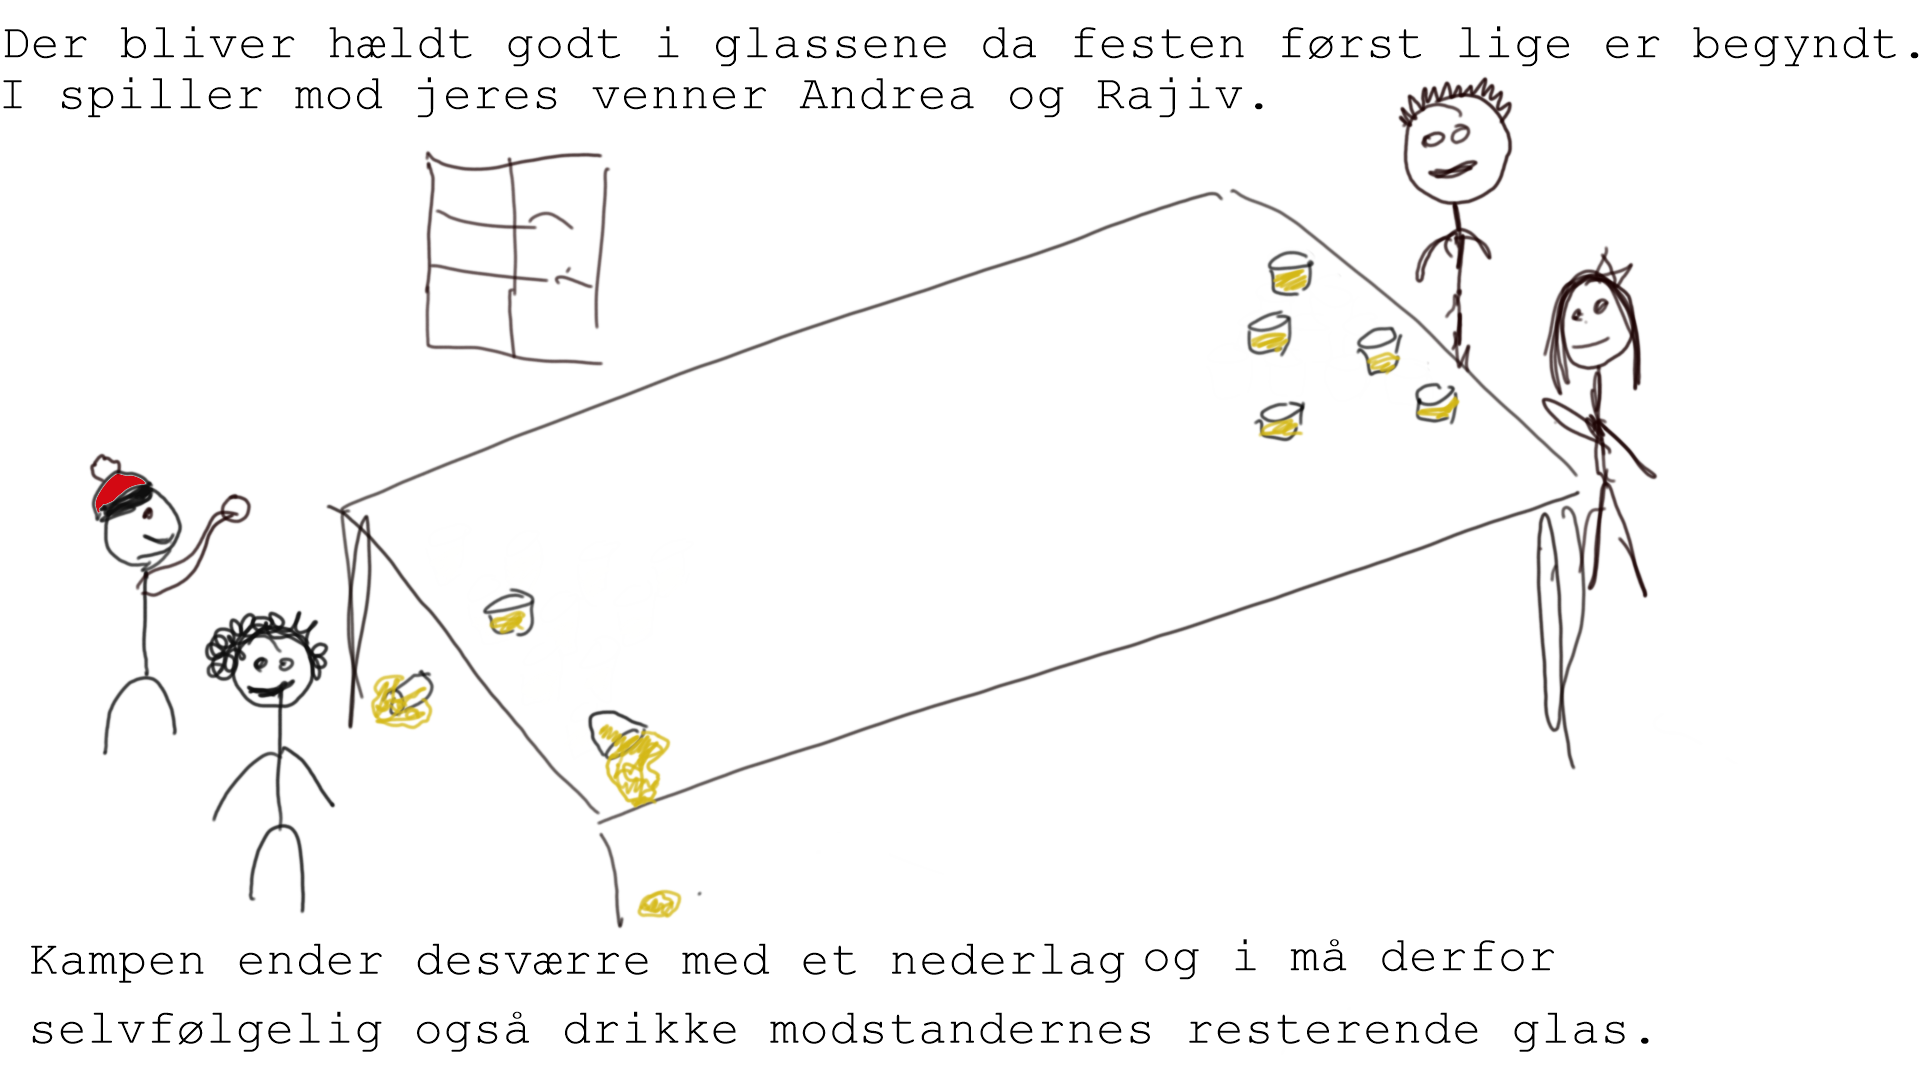 Der bliver hældt godt i glassene da festen først lige er begyndt.
I spiller mod jeres venner Andrea og Rajiv.
Kampen ender desværre med et nederlag og i må derfor
selvfølgelig også drikke modstandernes resterende glas.